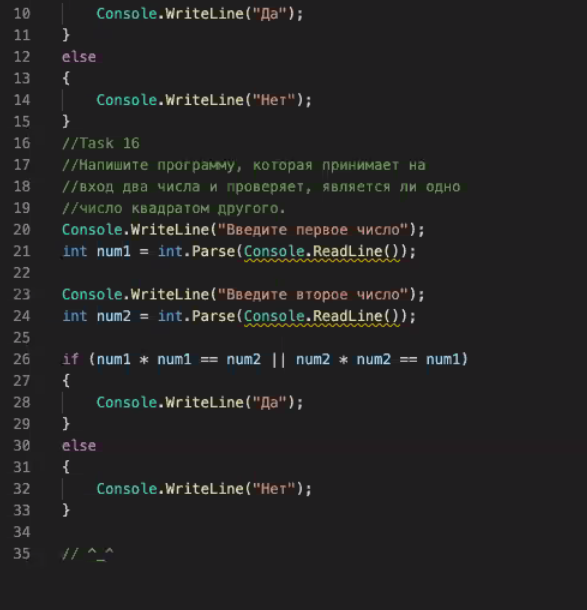 10 Console.WriteLine("Да");
11 }
12 else
13 {
14 Console.WriteLine("Нет");
15 }
16 //Task 16
17 //Напишите программу, которая принимает на
18 //вход два числа и проверяет, является ли одно
19 //число квадратом другого.
20 Console.WriteLine("Введите первое число");
21 int num1 = int.Parse(Console.ReadLine());
22
23 Console.WriteLine("Введите второе число");
24 int num2 = int.Parse(Console.ReadLine());
25
26 if (num1 * num1 == num2 || num2 * num2 == num1)
27 {
28 Console.WriteLine("Да");
29 }
30 else
31 {
32 Console.WriteLine("Нет");
33 }
34
35 // ^_^